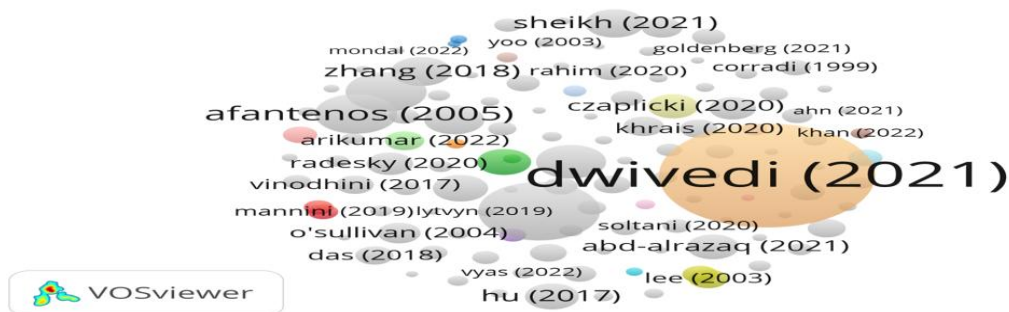 sheikh (2021)
yoo (2003)
mondal (2022)
goldenberg (2021)
zhang (2018)
rahim (2020)
corradi (1999)
afantenos (2005)
czaplicki (2020)
ahn (2021)
khrais (2020)
khan (2022)
arikumar (2022)
radesky (2020)
dwivedi (2021)
vinodhini (2017)
mannini (2019)
lytvyn (2019)
soltani (2020)
o'sullivan (2004)
abd-alrazaq (2021)
das (2018)
vyas (2022)
lee (2003)
hu (2017)
VOSviewer